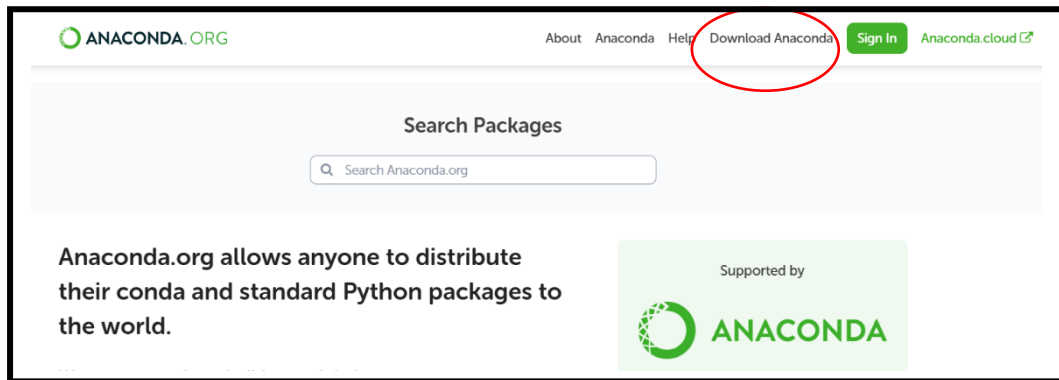 ANACONDA.ORG
About Anaconda Help Download Anaconda Sign In Anaconda.cloud
Search Packages
Search Anaconda.org
Anaconda.org allows anyone to distribute
their conda and standard Python packages to
the world.
Supported by
ANACONDA